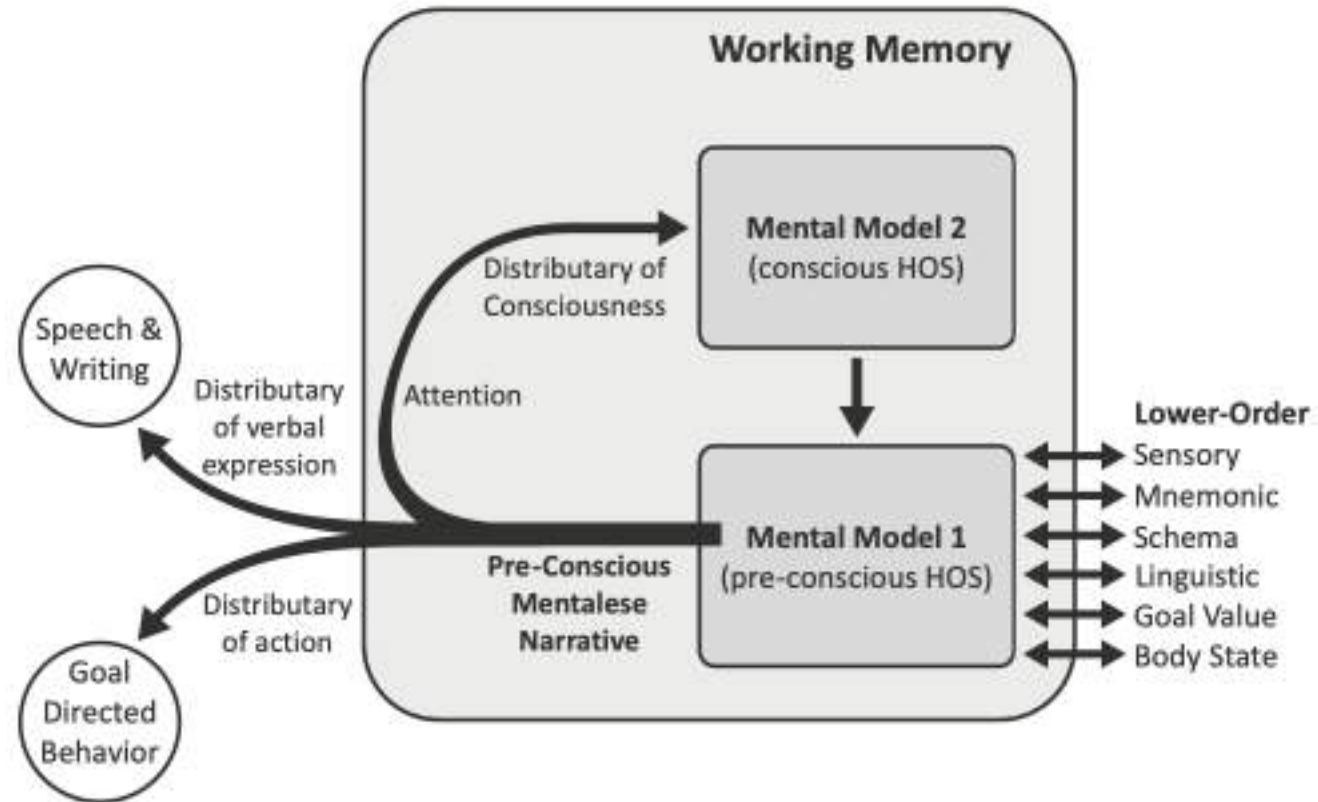 Working Memory
Mental Model 2
(conscious HOS)
Distributary of
Consciousness
Attention
Speech &
Writing
Distributary
of verbal
expression
Mental Model 1
(pre-conscious HOS)
Pre-Conscious
Mentalese
Narrative
Distributary
of action
Goal
Directed
Behavior
Lower-Order
Sensory
Mnemonic
Schema
Linguistic
Goal Value
Body State